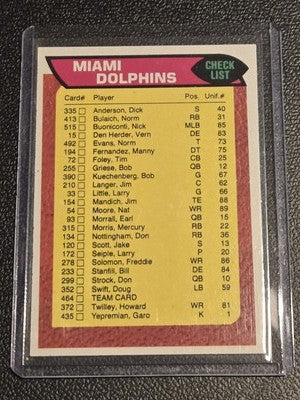 MIAMI
DOLPHINS
CHECK
LIST
Card# Player Pos. Unif.#
335 Anderson, Dick S 40
413 Bulaich, Norm RB 31
515 Buoniconti, Nick MLB 85
15 Den Herder, Vern DE 83
492 Evans, Norm T 73
194 Fernandez, Manny DT 75
72 Foley, Tim CB 25
255 Griese, Bob QB 12
390 Kuechenberg, Bob G 67
210 Langer, Jim C 62
33 Little, Larry G 66
154 Mandich, Jim TE 88
54 Moore, Nat WR 89
93 Morrall, Earl QB 15
315 Morris, Mercury RB 22
134 Nottingham, Don RB 36
120 Scott, Jake S 13
172 Seiple, Larry P 20
278 Solomon, Freddie WR 86
233 Stanfill, Bill DE 84
299 Strock, Don QB 10
352 Swift, Doug LB 59
464 TEAM CARD
372 Twilley, Howard WR 81
435 Yepremian, Garo K 1